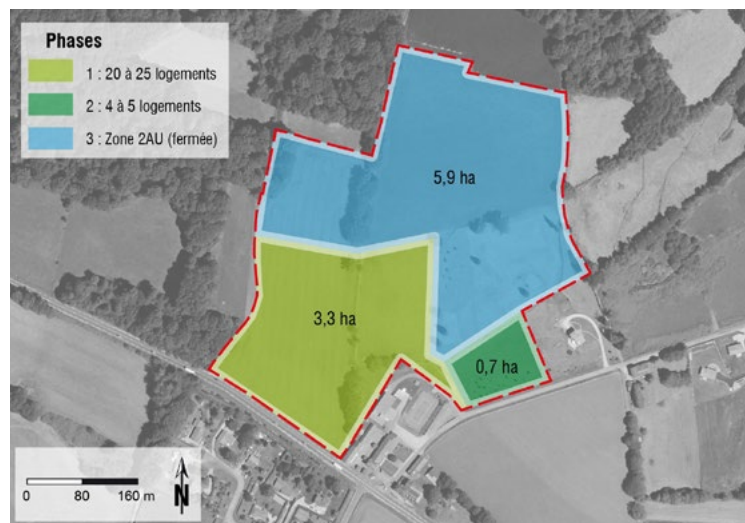 Phases
1 : 20 à 25 logements
2 : 4 à 5 logements
3 : Zone 2AU (fermée)
5,9 ha
3,3 ha
0,7 ha
0 80 160 m
N